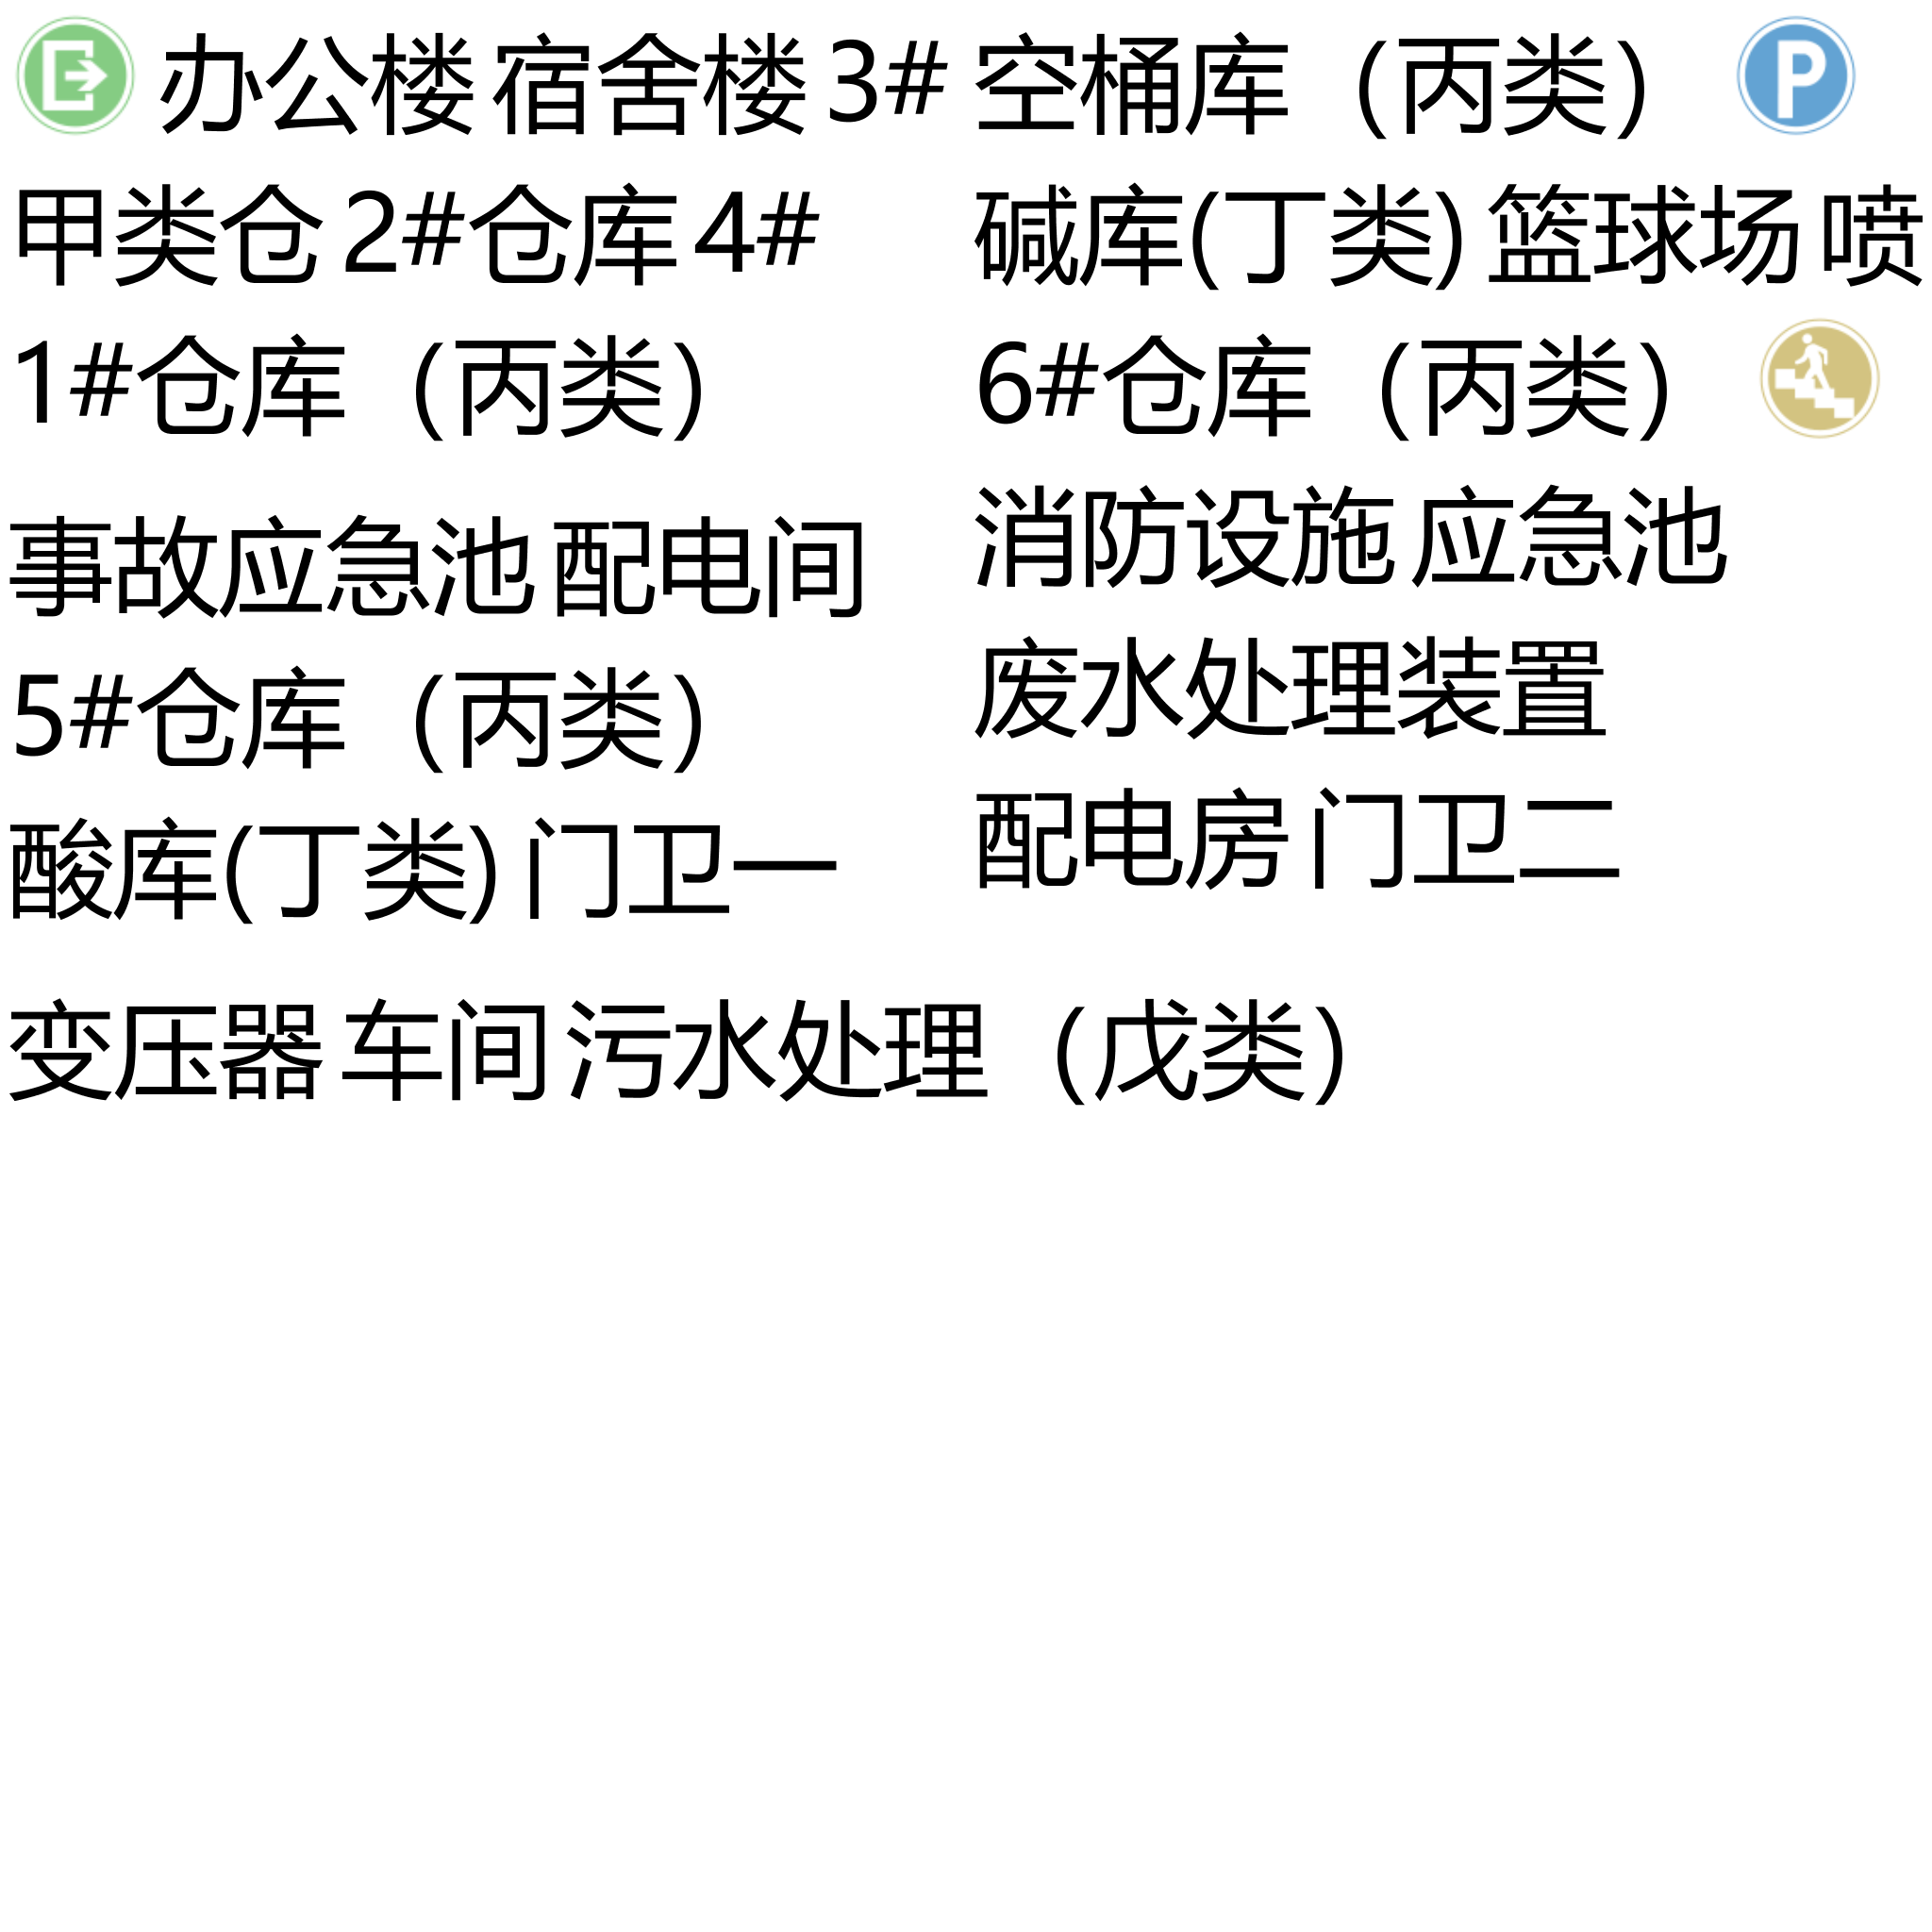 办公楼 宿舍楼 3# 空桶库 (丙类) P
甲类仓 2#仓库 4# 碱库(丁类) 篮球场 喷
1#仓库 (丙类) 6#仓库 (丙类)
事故应急池 配电间 消防设施 应急池
5#仓库 (丙类) 废水处理装置
酸库(丁类) 门卫一 配电房 门卫二
变压器 车间 污水处理 (戊类)